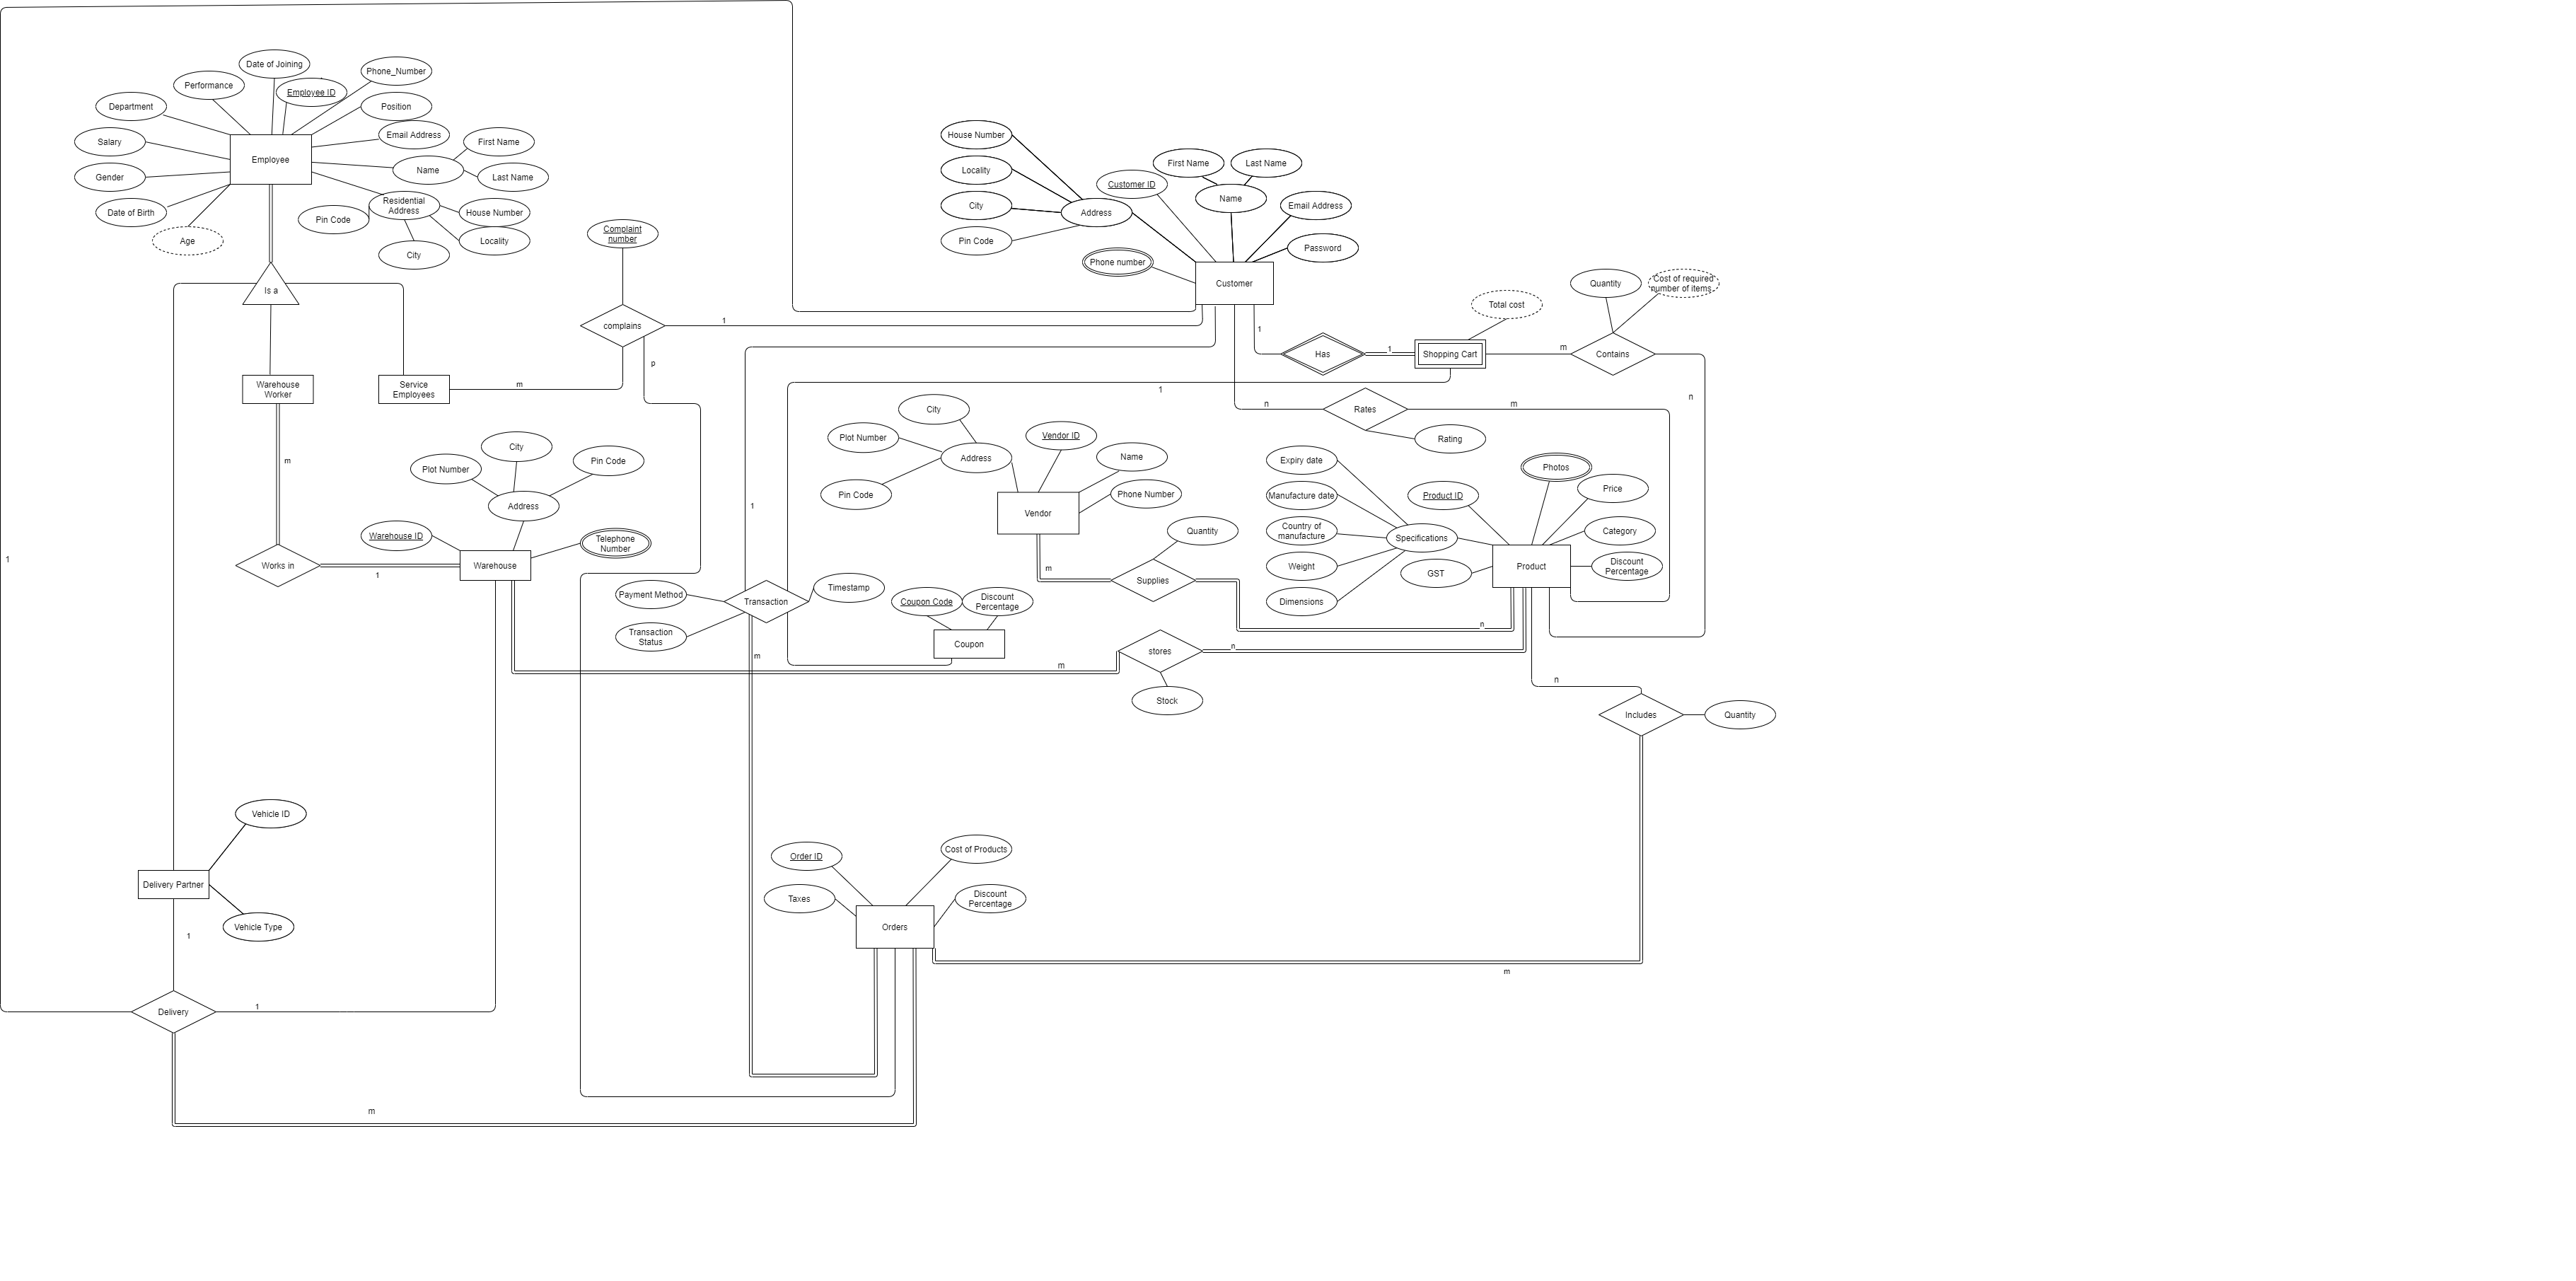 Date of Joining
Phone_Number
Performance
Employee ID
Department
Position
Salary
Email Address
First Name
Employee
Name
Gender
Last Name
Residential
Address
Date of Birth
Pin Code
House Number
Age
Locality
City
Is a
Complaint
number
complains
1
p
m
Warehouse
Worker
Service
Employees
m
House Number
Locality
City
Pin Code
Address
Customer ID
First Name
Last Name
Name
Email Address
Password
Phone number
Customer
1
Has
1
Total cost
Shopping Cart
m
Quantity
Cost of required
number of items
Contains
n
1
n
Rates
m
Rating
City
Plot Number
Pin Code
Address
Works in
1
Warehouse ID
Warehouse
Telephone
Number
City
Plot Number
Address
Pin Code
Vendor ID
Name
Phone Number
Vendor
m
Quantity
Supplies
n
Expiry date
Manufacture date
Country of
manufacture
Weight
Dimensions
Specifications
Product ID
Photos
Price
Category
Discount
Percentage
GST
Product
1
1
Payment Method
Transaction
Status
Transaction
Timestamp
m
Coupon Code
Discount
Percentage
Coupon
m
stores
n
Stock
n
Includes
Quantity
Vehicle ID
Delivery Partner
Vehicle Type
1
Delivery
1
m
Order ID
Cost of Products
Taxes
Discount
Percentage
Orders
m